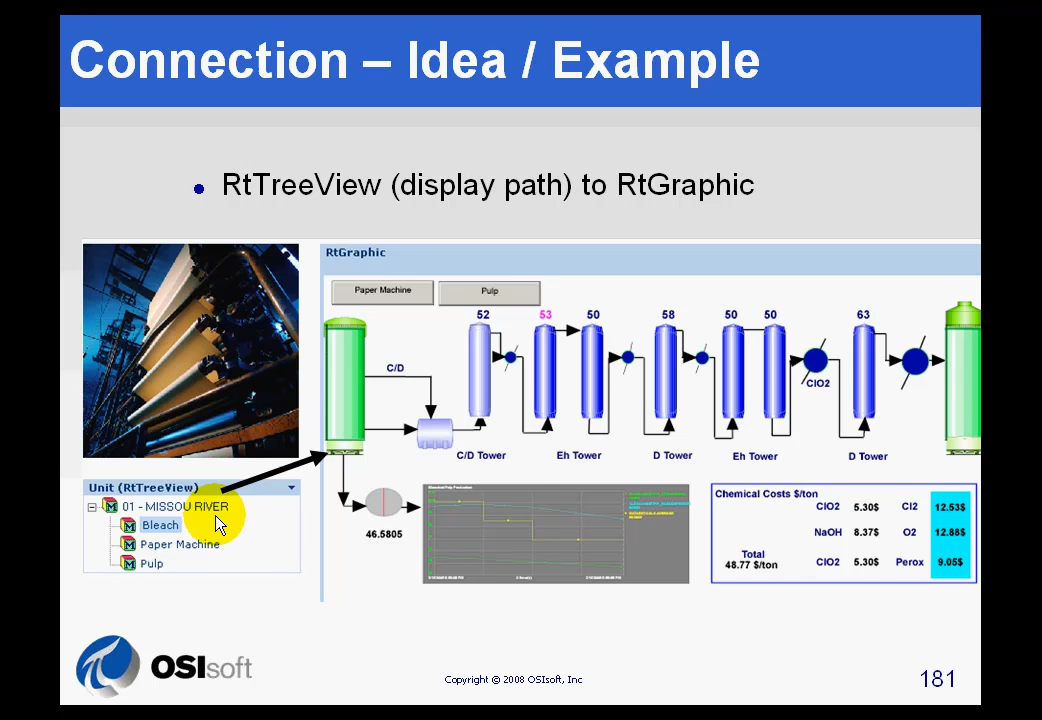 Connection – Idea / Example
RtTreeView (display path) to RtGraphic
RtGraphic
Paper Machine
Pulp
52
53
50
58
50
50
63
C/D
ClO2
C/D Tower
Eh Tower
D Tower
Eh Tower
D Tower
Unit (RtTreeView)
01 - MISSOU RIVER
Bleach
Paper Machine
Pulp
46.5805
Chemical Costs $/ton
ClO2 5.30$ Cl2 12.53$
NaOH 8.37$ O2 12.88$
Total
48.77 $/ton
ClO2 5.30$ Perox 9.05$
OSIsoft
Copyright © 2008 OSIsoft, Inc
181